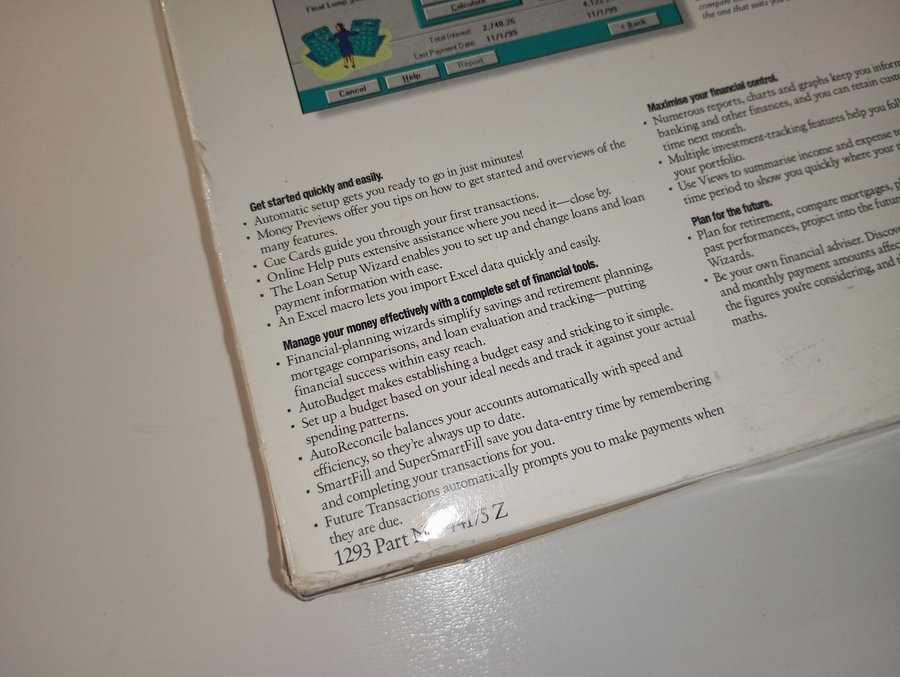 Final Lump
Calculate
Total Interest: 2,748.26
Last Payment Date: 11/1/99
11/1/99
< Back
Cancel Help Report
compare
the one that suits you
Get started quickly and easily.
• Automatic setup gets you ready to go in just minutes!
• Money Previews offer you tips on how to get started and overviews of the
many features.
• Cue Cards guide you through your first transactions.
• Online Help puts extensive assistance where you need it—close by.
• The Loan Setup Wizard enables you to set up and change loans and loan
payment information with ease.
• An Excel macro lets you import Excel data quickly and easily.
Manage your money effectively with a complete set of financial tools.
• Financial-planning wizards simplify savings and retirement planning,
mortgage comparisons, and loan evaluation and tracking—putting
financial success within easy reach.
• AutoBudget makes establishing a budget easy and sticking to it simple.
• Set up a budget based on your ideal needs and track it against your actual
spending patterns.
• AutoReconcile balances your accounts automatically with speed and
efficiency, so they're always up to date.
• SmartFill and SuperSmartFill save you data-entry time by remembering
and completing your transactions for you.
• Future Transactions automatically prompts you to make payments when
they are due.
1293 Part
Maximise your financial control.
• Numerous reports, charts and graphs keep you
banking and other finances, and you can retain
time next month.
• Multiple investment-tracking features help you
your portfolio.
• Use Views to summarise income and expense
time period to show you quickly where your
Plan for the future.
• Plan for retirement, compare mortgages,
past performances, project into the
Wizards.
• Be your own financial adviser.
and monthly payment amounts
the figures you're considering, and
maths.